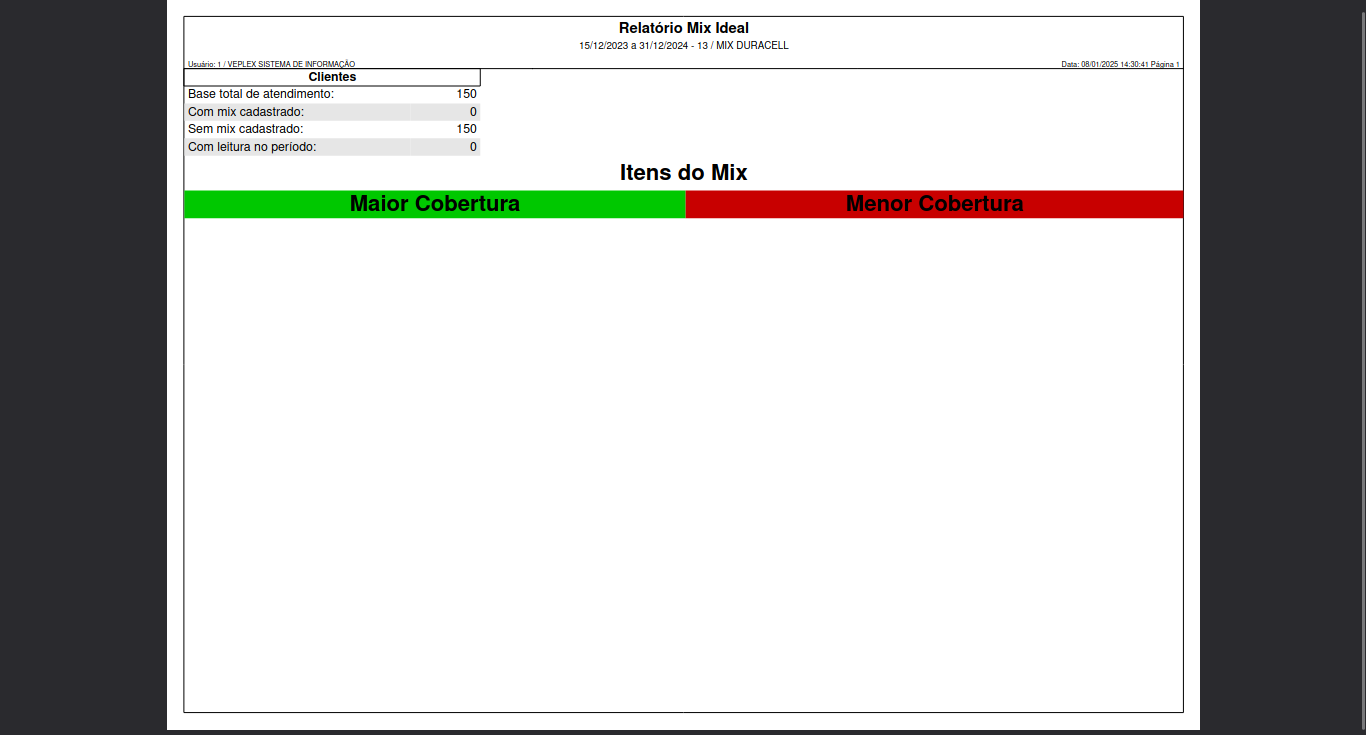 Relatório Mix Ideal
15/12/2023 a 31/12/2024 - 13 / MIX DURACELL
Usuário: 1 / VEPLEX SISTEMA DE INFORMAÇÃO Data: 08/01/2025 14:30:41 Página 1
Clientes
Base total de atendimento: 150
Com mix cadastrado: 0
Sem mix cadastrado: 150
Com leitura no período: 0
Itens do Mix
Maior Cobertura Menor Cobertura